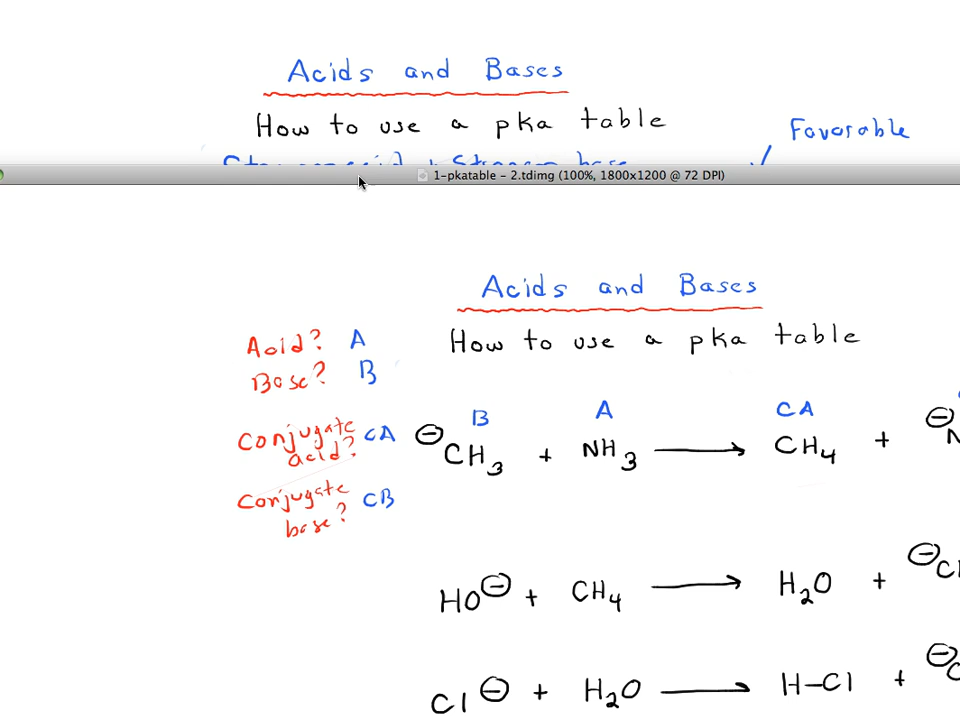 Acids and Bases
How to use a pka table
Favorable
1-pkatable – 2.tdimg (100%, 1800x1200 @ 72 DPI)
Acids and Bases
How to use a pka table
Acid? A
Base? B
Conjugate acid? CA
Conjugate base? CB
B A CA
⊖CH3 + NH3 → CH4 + ⊖N
HO⊖ + CH4 → H2O + ⊖C
Cl⊖ + H2O → H–Cl + ⊖